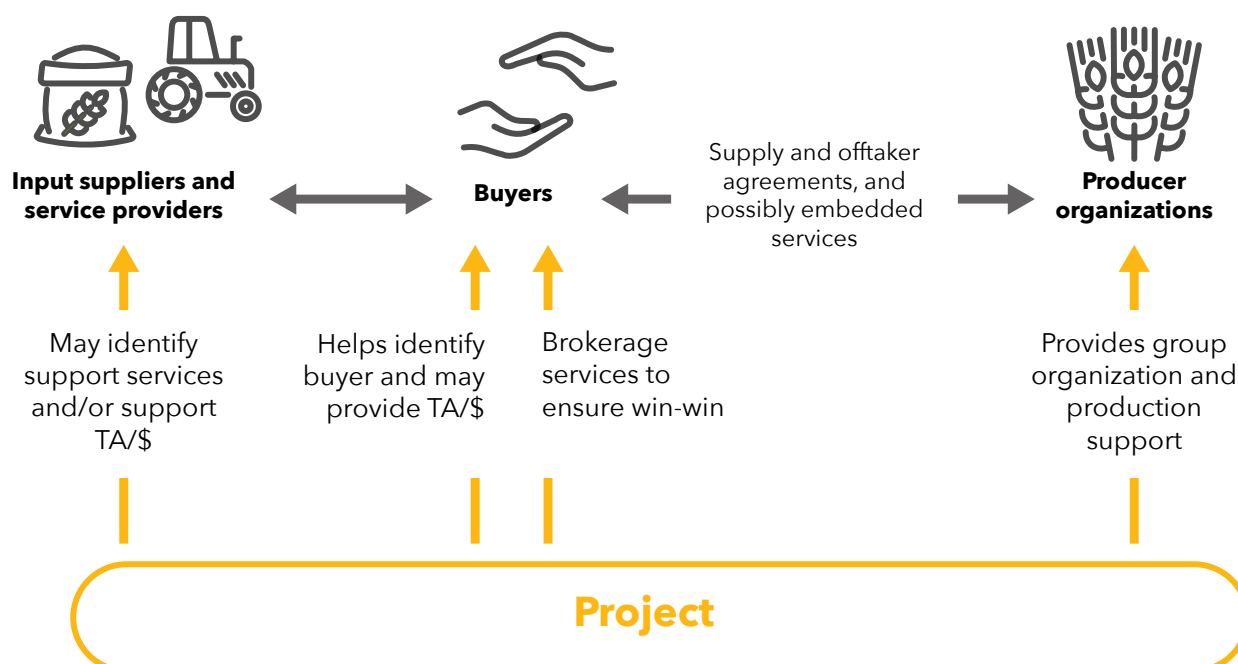 Input suppliers and
service providers
Buyers
Supply and offtaker
agreements, and
possibly embedded
services
Producer
organizations
May identify
support services
and/or support
TA/$
Helps identify
buyer and may
provide TA/$
Brokerage
services to
ensure win-win
Provides group
organization and
production
support
Project